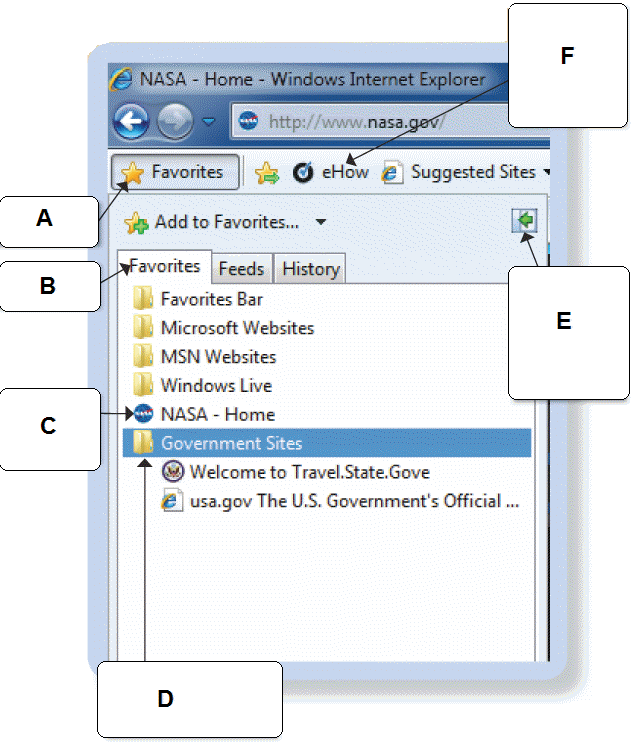 F
NASA - Home - Windows Internet Explorer
http://www.nasa.gov/
Favorites eHow Suggested Sites
A
Add to Favorites...
B
Favorites Feeds History
E
Favorites Bar
Microsoft Websites
MSN Websites
Windows Live
C
NASA - Home
Government Sites
Welcome to Travel.State.Gove
usa.gov The U.S. Government's Official ...
D